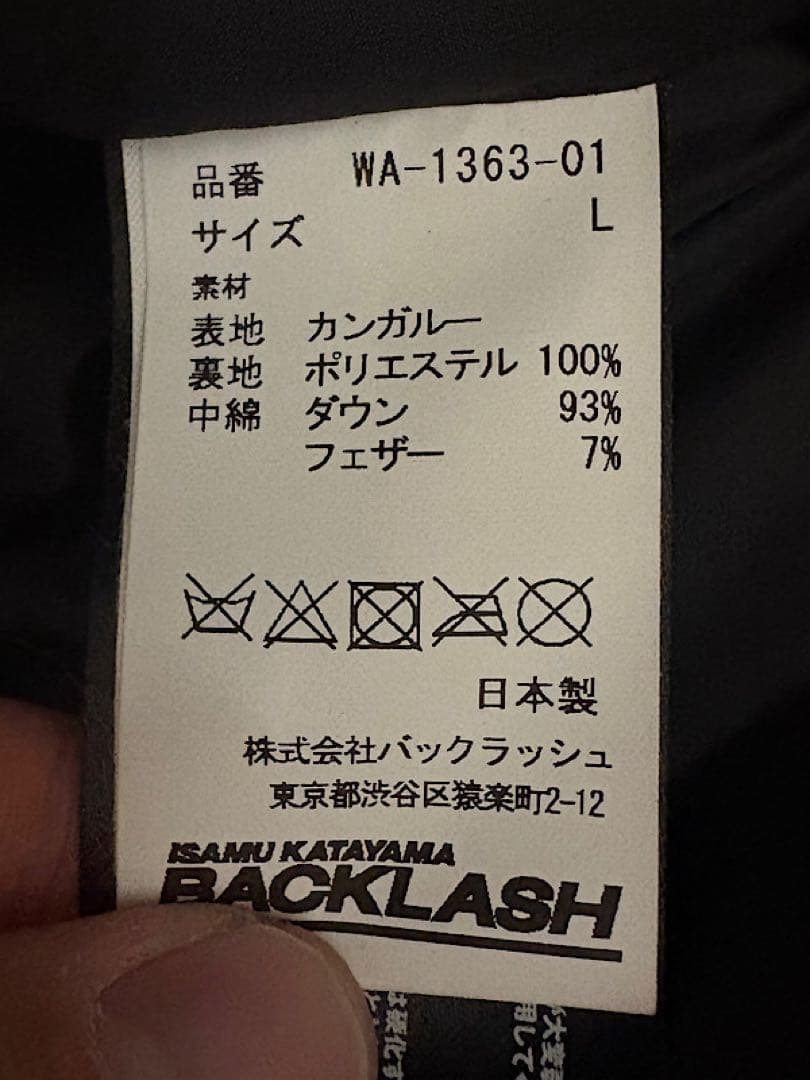 品番 WA-1363-01
サイズ L
素材
表地 カンガルー
裏地 ポリエステル 100%
中綿 ダウン 93%
フェザー 7%
日本製
株式会社バックラッシュ
東京都渋谷区猿楽町2-12
ISAMU KATAYAMA
BACKLASH